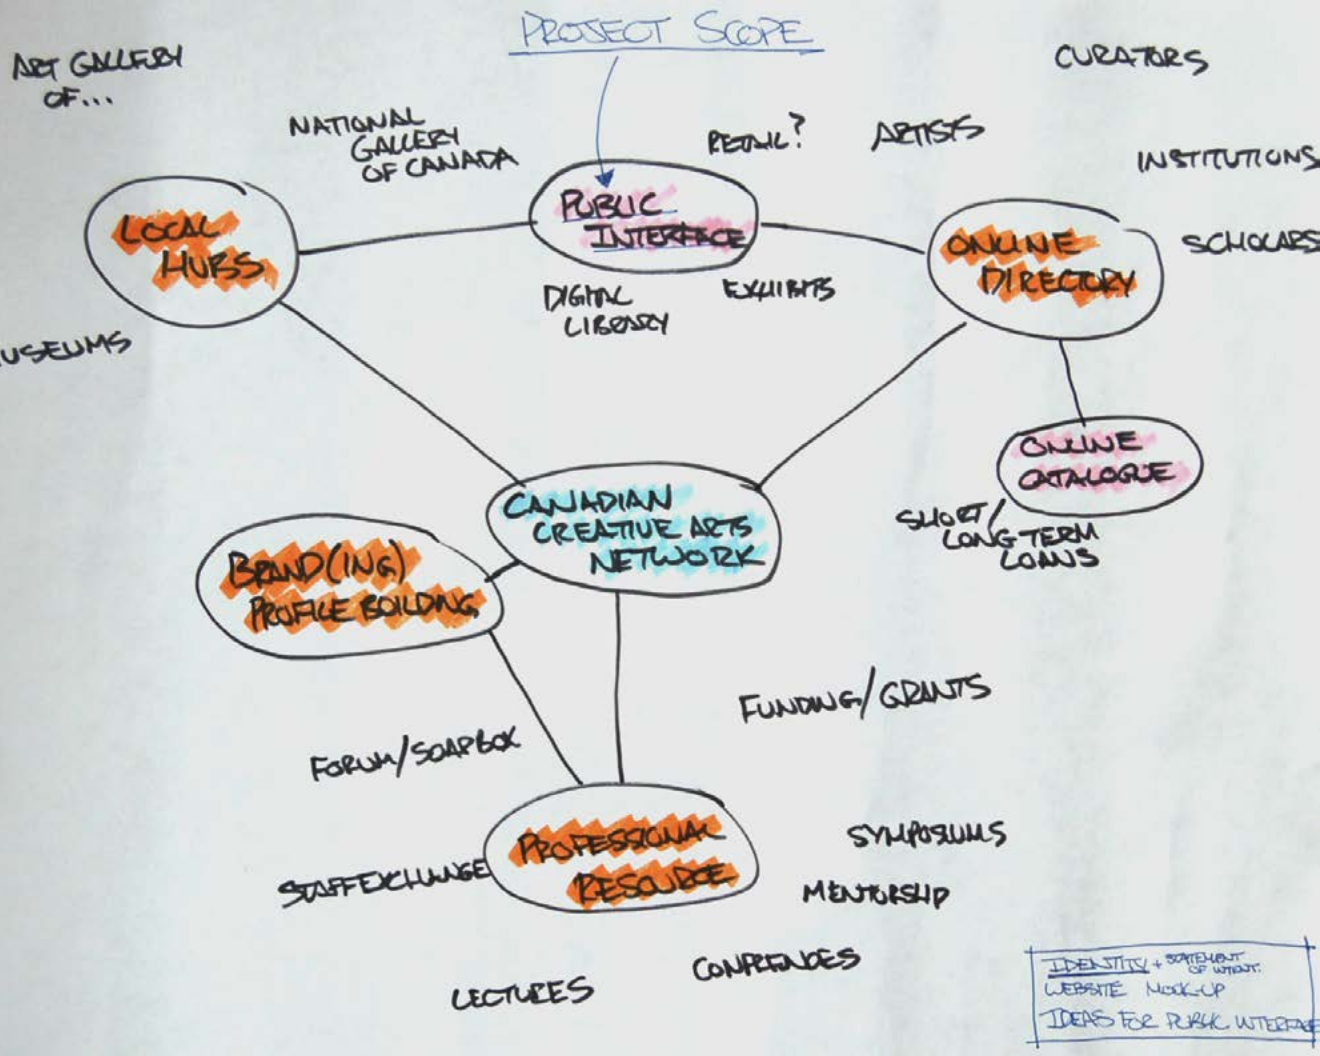 PROJECT SCOPE
ART GALLERY
OF...
CURATORS
NATIONAL
GALLERY
OF CANADA
RETAIL?
ARTISTS
INSTITUTIONS
PUBLIC
INTERFACE
LOCAL
HUBS
ONLINE
DIRECTORY
SCHOLARS
DIGITAL
LIBRARY
EXHIBITS
USEUMS
ONLINE
CATALOGUE
SHORT/
LONG TERM
LOANS
CANADIAN
CREATIVE ARTS
NETWORK
BRAND(ING)
PROFILE BUILDING
FUNDING/GRANTS
FORUM/SOAPBOX
PROFESSIONAL
RESOURCE
SYMPOSIUMS
STAFF EXCHANGE
MENTORSHIP
CONFRENCES
LECTURES
IDENTITY + STATEMENT
OF INTENT.
WEBSITE MOCK-UP
IDEAS FOR PUBLIC INTERFACE